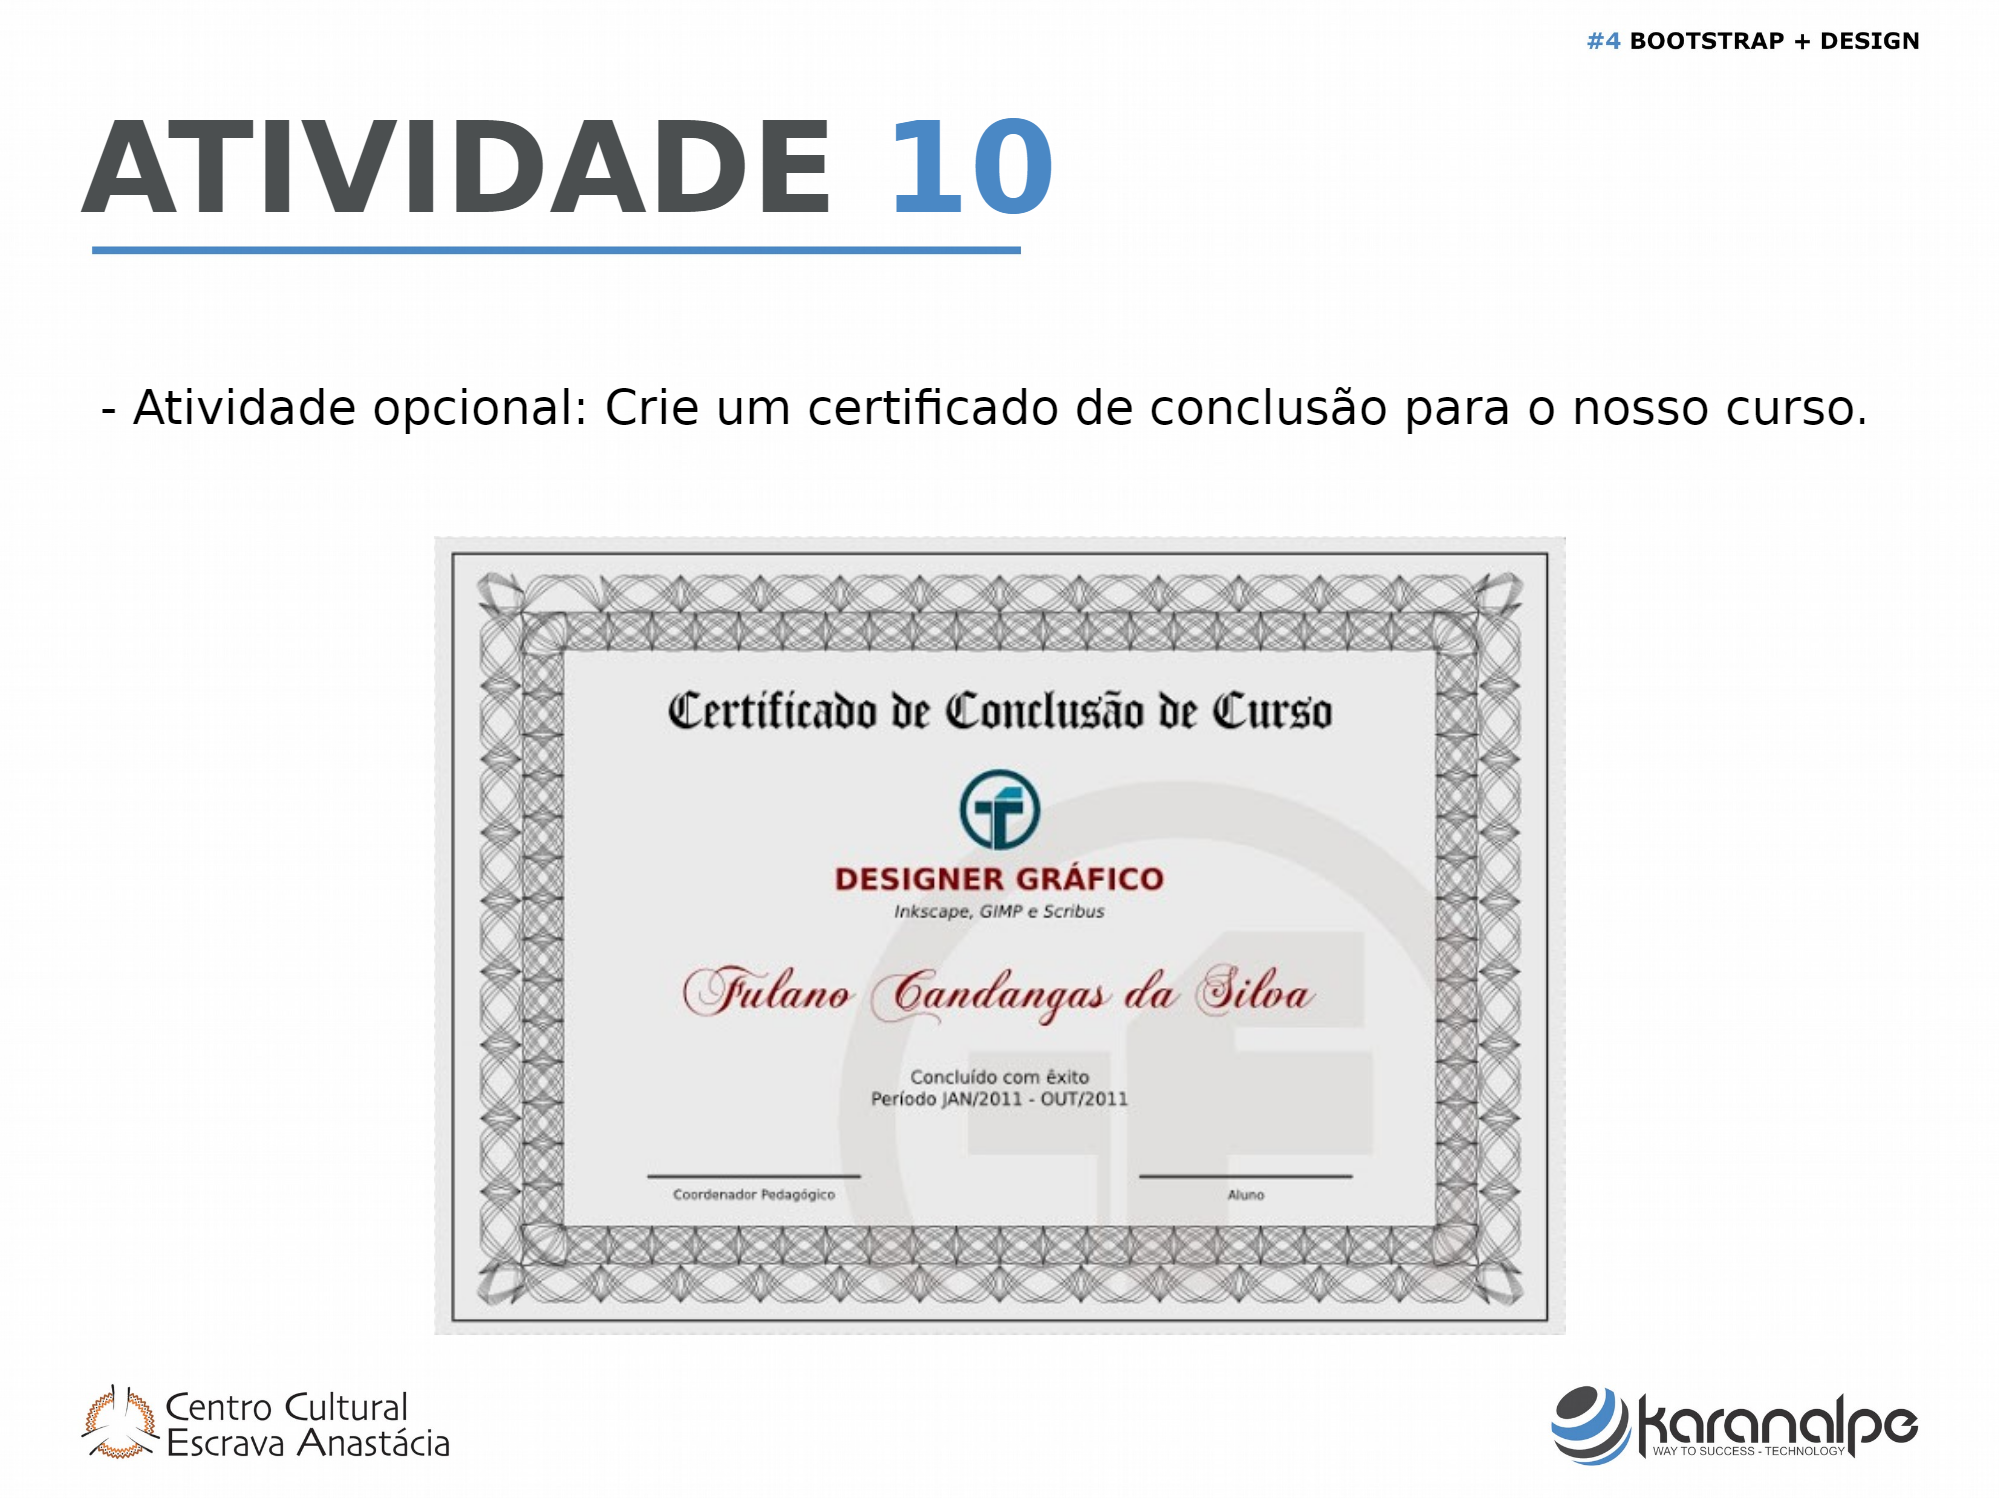 #4 BOOTSTRAP + DESIGN
ATIVIDADE 10
- Atividade opcional: Crie um certificado de conclusão para o nosso curso.
Certificado de Conclusão de Curso
DESIGNER GRÁFICO
Inkscape, GIMP e Scribus
Fulano Candangas da Silva
Concluído com êxito
Período JAN/2011 - OUT/2011
Coordenador Pedagógico
Aluno
Centro Cultural
Escrava Anastácia
karanalpe
WAY TO SUCCESS - TECHNOLOGY